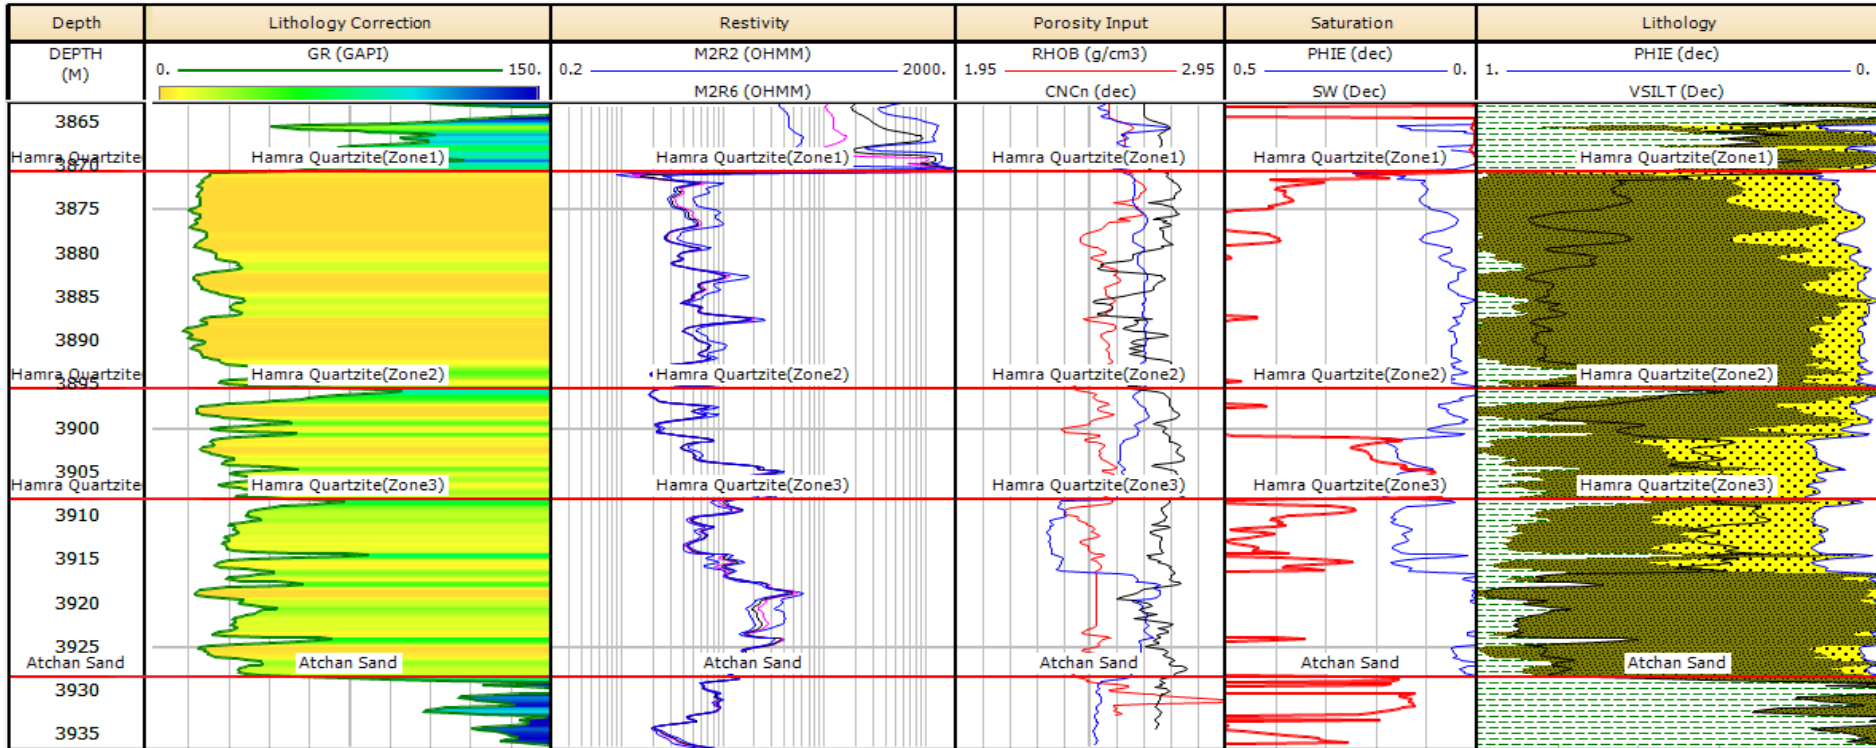 Depth Lithology Correction Restivity Porosity Input Saturation Lithology
DEPTH (M) GR (GAPI) M2R2 (OHMM) RHOB (g/cm3) PHIE (dec) PHIE (dec)
0. 150. 0.2 2000. 1.95 2.95 0.5 0. 1. 0.
M2R6 (OHMM) CNCn (dec) SW (Dec) VSILT (Dec)
3865
Hamra Quartzite Hamra Quartzite(Zone1) Hamra Quartzite(Zone1) Hamra Quartzite(Zone1) Hamra Quartzite(Zone1) Hamra Quartzite(Zone1)
3870
3875
3880
3885
3890
Hamra Quartzite Hamra Quartzite(Zone2) Hamra Quartzite(Zone2) Hamra Quartzite(Zone2) Hamra Quartzite(Zone2) Hamra Quartzite(Zone2)
3895
3900
3905
Hamra Quartzite Hamra Quartzite(Zone3) Hamra Quartzite(Zone3) Hamra Quartzite(Zone3) Hamra Quartzite(Zone3) Hamra Quartzite(Zone3)
3910
3915
3920
3925
Atchan Sand Atchan Sand Atchan Sand Atchan Sand Atchan Sand Atchan Sand
3930
3935